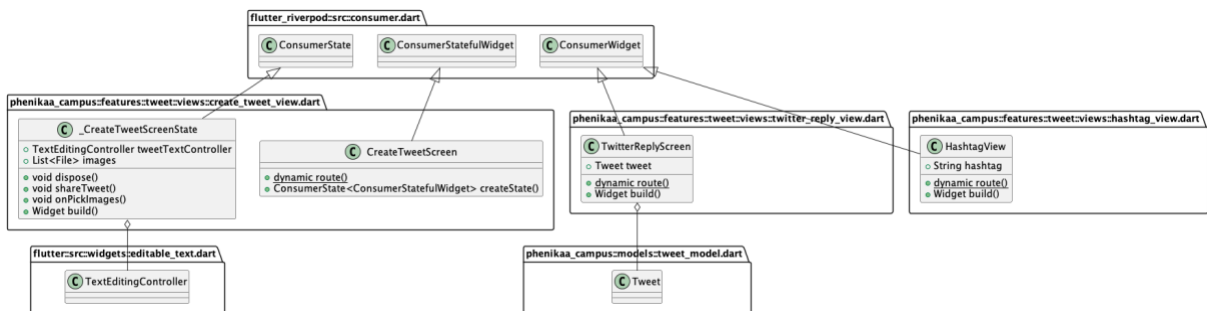 flutter_riverpod::src::consumer.dart
C ConsumerState
C ConsumerStatefulWidget
C ConsumerWidget
phenikaa_campus::features::tweet::views::create_tweet_view.dart
C _CreateTweetScreenState
TextEditingController tweetTextController
List<File> images
void dispose()
void shareTweet()
void onPickImages()
Widget build()
C CreateTweetScreen
dynamic route()
ConsumerState<ConsumerStatefulWidget> createState()
phenikaa_campus::features::tweet::views::twitter_reply_view.dart
C TwitterReplyScreen
Tweet tweet
dynamic route()
Widget build()
phenikaa_campus::features::tweet::views::hashtag_view.dart
C HashtagView
String hashtag
dynamic route()
Widget build()
flutter::src::widgets::editable_text.dart
C TextEditingController
phenikaa_campus::models::tweet_model.dart
C Tweet